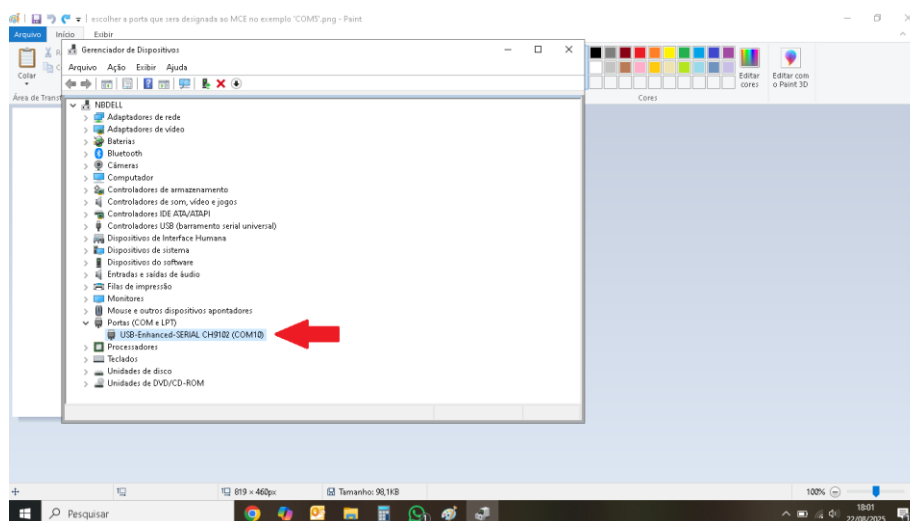 escolher a porta que sera designada ao MCE no exemplo 'COM5'.png - Paint
Arquivo Início Exibir
Colar
Área de Transf
Gerenciador de Dispositivos
Arquivo Ação Exibir Ajuda
NBDELL
Adaptadores de rede
Adaptadores de vídeo
Baterias
Bluetooth
Câmeras
Computador
Controladores de armazenamento
Controladores de som, vídeo e jogos
Controladores IDE ATA/ATAPI
Controladores USB (barramento serial universal)
Dispositivos de Interface Humana
Dispositivos de sistema
Dispositivos do software
Entradas e saídas de áudio
Filas de impressão
Monitores
Mouse e outros dispositivos apontadores
Portas (COM e LPT)
USB-Enhanced-SERIAL CH9102 (COM10)
Processadores
Teclados
Unidades de disco
Unidades de DVD/CD-ROM
Editar cores
Editar com o Paint 3D
Cores
819 × 460px
Tamanho: 98,1KB
100%
Pesquisar
18:01
22/08/2025